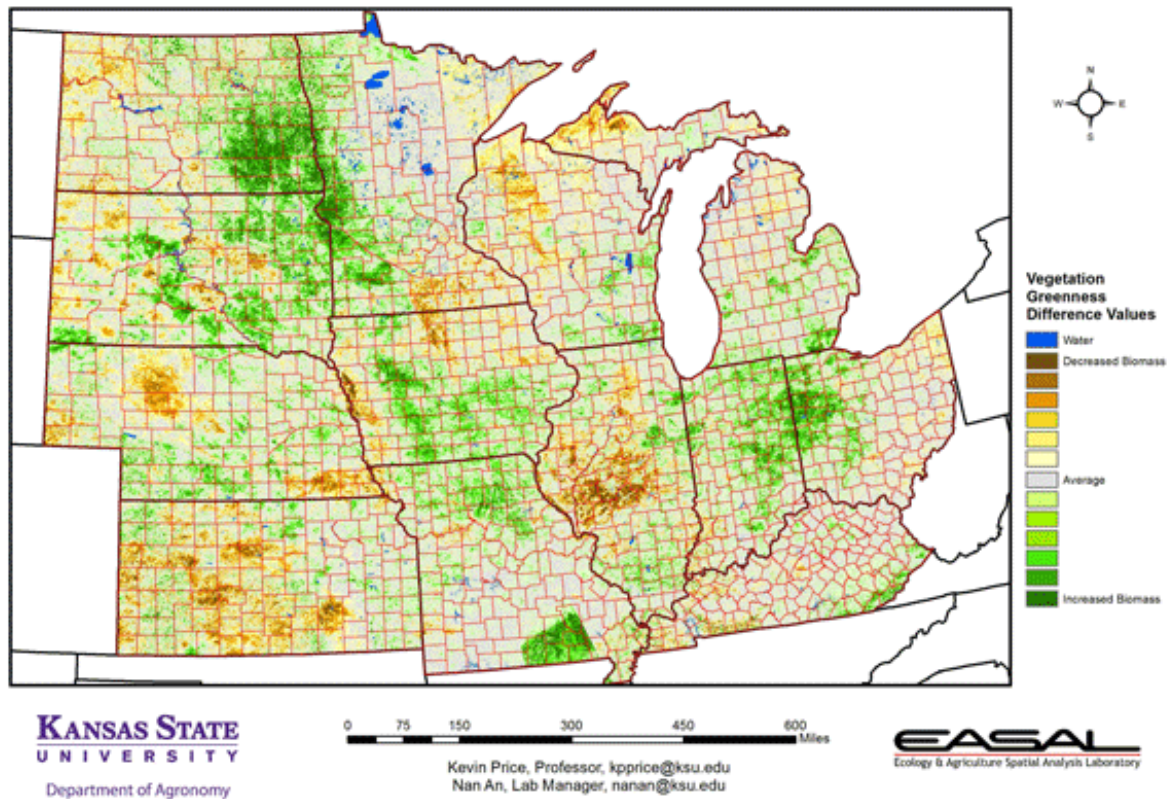 N
W E
S
Vegetation
Greenness
Difference Values
Water
Decreased Biomass
Average
Increased Biomass
KANSAS STATE
UNIVERSITY
Department of Agronomy
0 75 150 300 450 600
Miles
Kevin Price, Professor, kpprice@ksu.edu
Nan An, Lab Manager, nanan@ksu.edu
EASAL
Ecology & Agriculture Spatial Analysis Laboratory